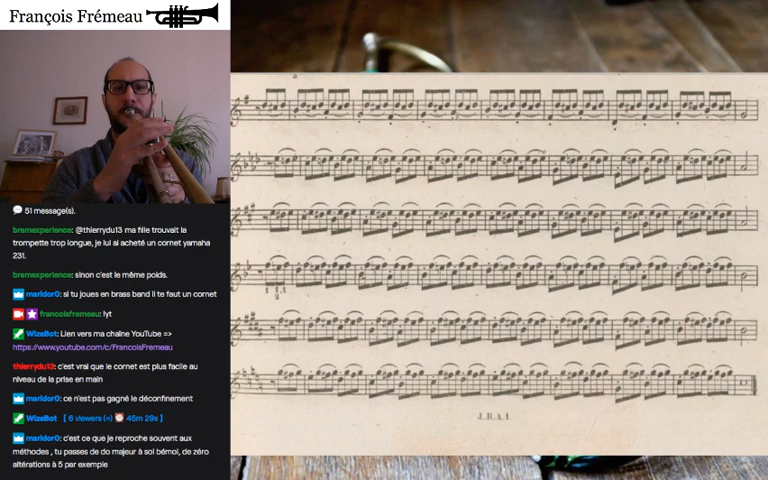 François Frémeau
51 message(s).
bremexperience: @thierrydu13 ma fille trouvait la
trompette trop longue, je lui ai acheté un cornet yamaha
231.
bremexperience: sinon c'est le même poids.
maridor0: si tu joues en brass band il te faut un cornet
francoisfremeau: !yt
WizeBot: Lien vers ma chaîne YouTube =>
https://www.youtube.com/c/FrancoisFremeau
thierrydu13: c'est vrai que le cornet est plus facile au
niveau de la prise en main
maridor0: ce n'est pas gagné le déconfinement
WizeBot [ 6 viewers (=) ⏰ 45m 29s ]
maridor0: c'est ce que je reproche souvent aux
méthodes , tu passes de do majeur à sol bémol, de zéro
altérations à 5 par exemple
J.R.A.1.